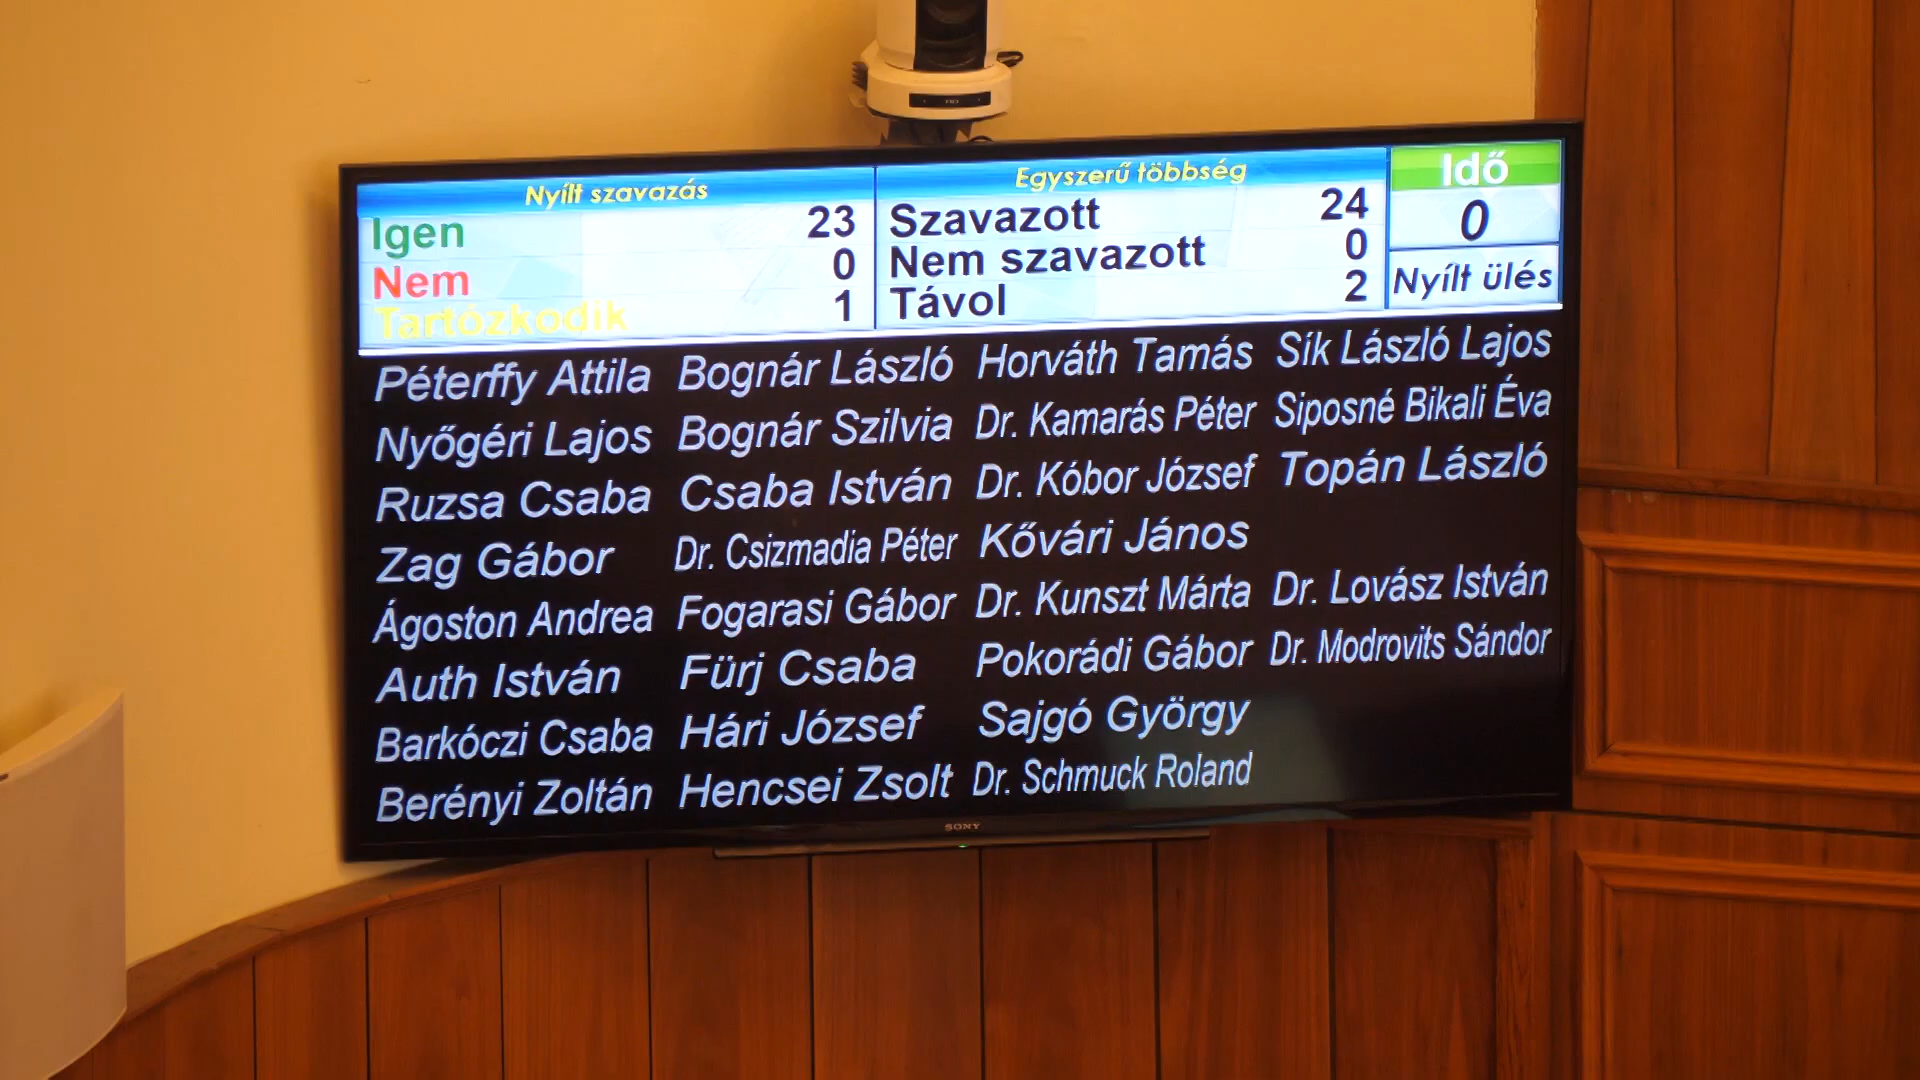 Nyílt szavazás
Igen 23
Nem 0
Tartózkodik 1
Egyszerű többség
Szavazott 24
Nem szavazott 0
Távol 2
Idő
0
Nyílt ülés
Péterffy Attila
Nyőgéri Lajos
Ruzsa Csaba
Zag Gábor
Ágoston Andrea
Auth István
Barkóczi Csaba
Berényi Zoltán
Bognár László
Bognár Szilvia
Csaba István
Dr. Csizmadia Péter
Fogarasi Gábor
Fürj Csaba
Hári József
Hencsei Zsolt
Horváth Tamás
Dr. Kamarás Péter
Dr. Kóbor József
Kővári János
Dr. Kunszt Márta
Pokorádi Gábor
Sajgó György
Dr. Schmuck Roland
Sík László Lajos
Siposné Bikali Éva
Topán László
Dr. Lovász István
Dr. Modrovits Sándor
SONY